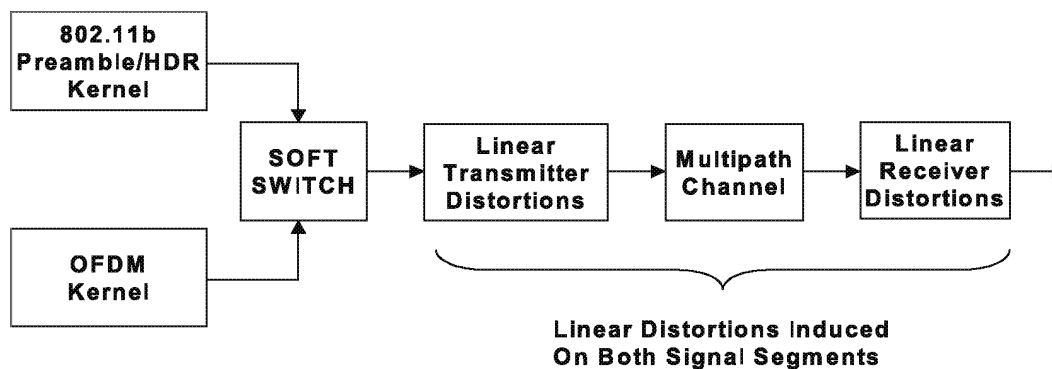 802.11b
Preamble/HDR
Kernel
SOFT
SWITCH
Linear
Transmitter
Distortions
Multipath
Channel
Linear
Receiver
Distortions
OFDM
Kernel
Linear Distortions Induced
On Both Signal Segments